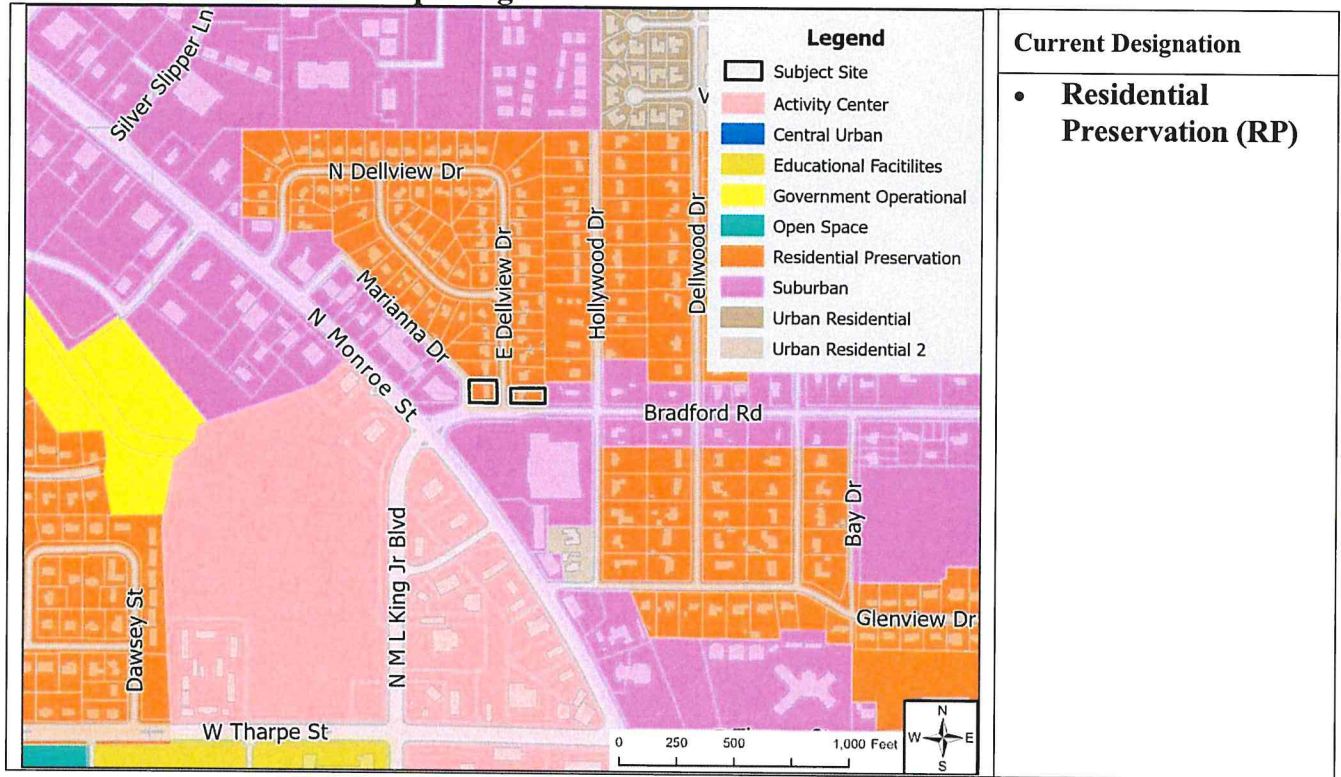 Legend
Subject Site
Activity Center
Central Urban
Educational Facitilites
Government Operational
Open Space
Residential Preservation
Suburban
Urban Residential
Urban Residential 2
Silver Slipper Ln
N Dellview Dr
E Dellview Dr
Hollywood Dr
Dellwood Dr
V
Marianna Dr
N Monroe St
Bradford Rd
Bay Dr
N M L King Jr Blvd
Glenview Dr
Dawsey St
W Tharpe St
0 250 500 1,000 Feet
N
W E
S
Current Designation
• Residential
Preservation (RP)